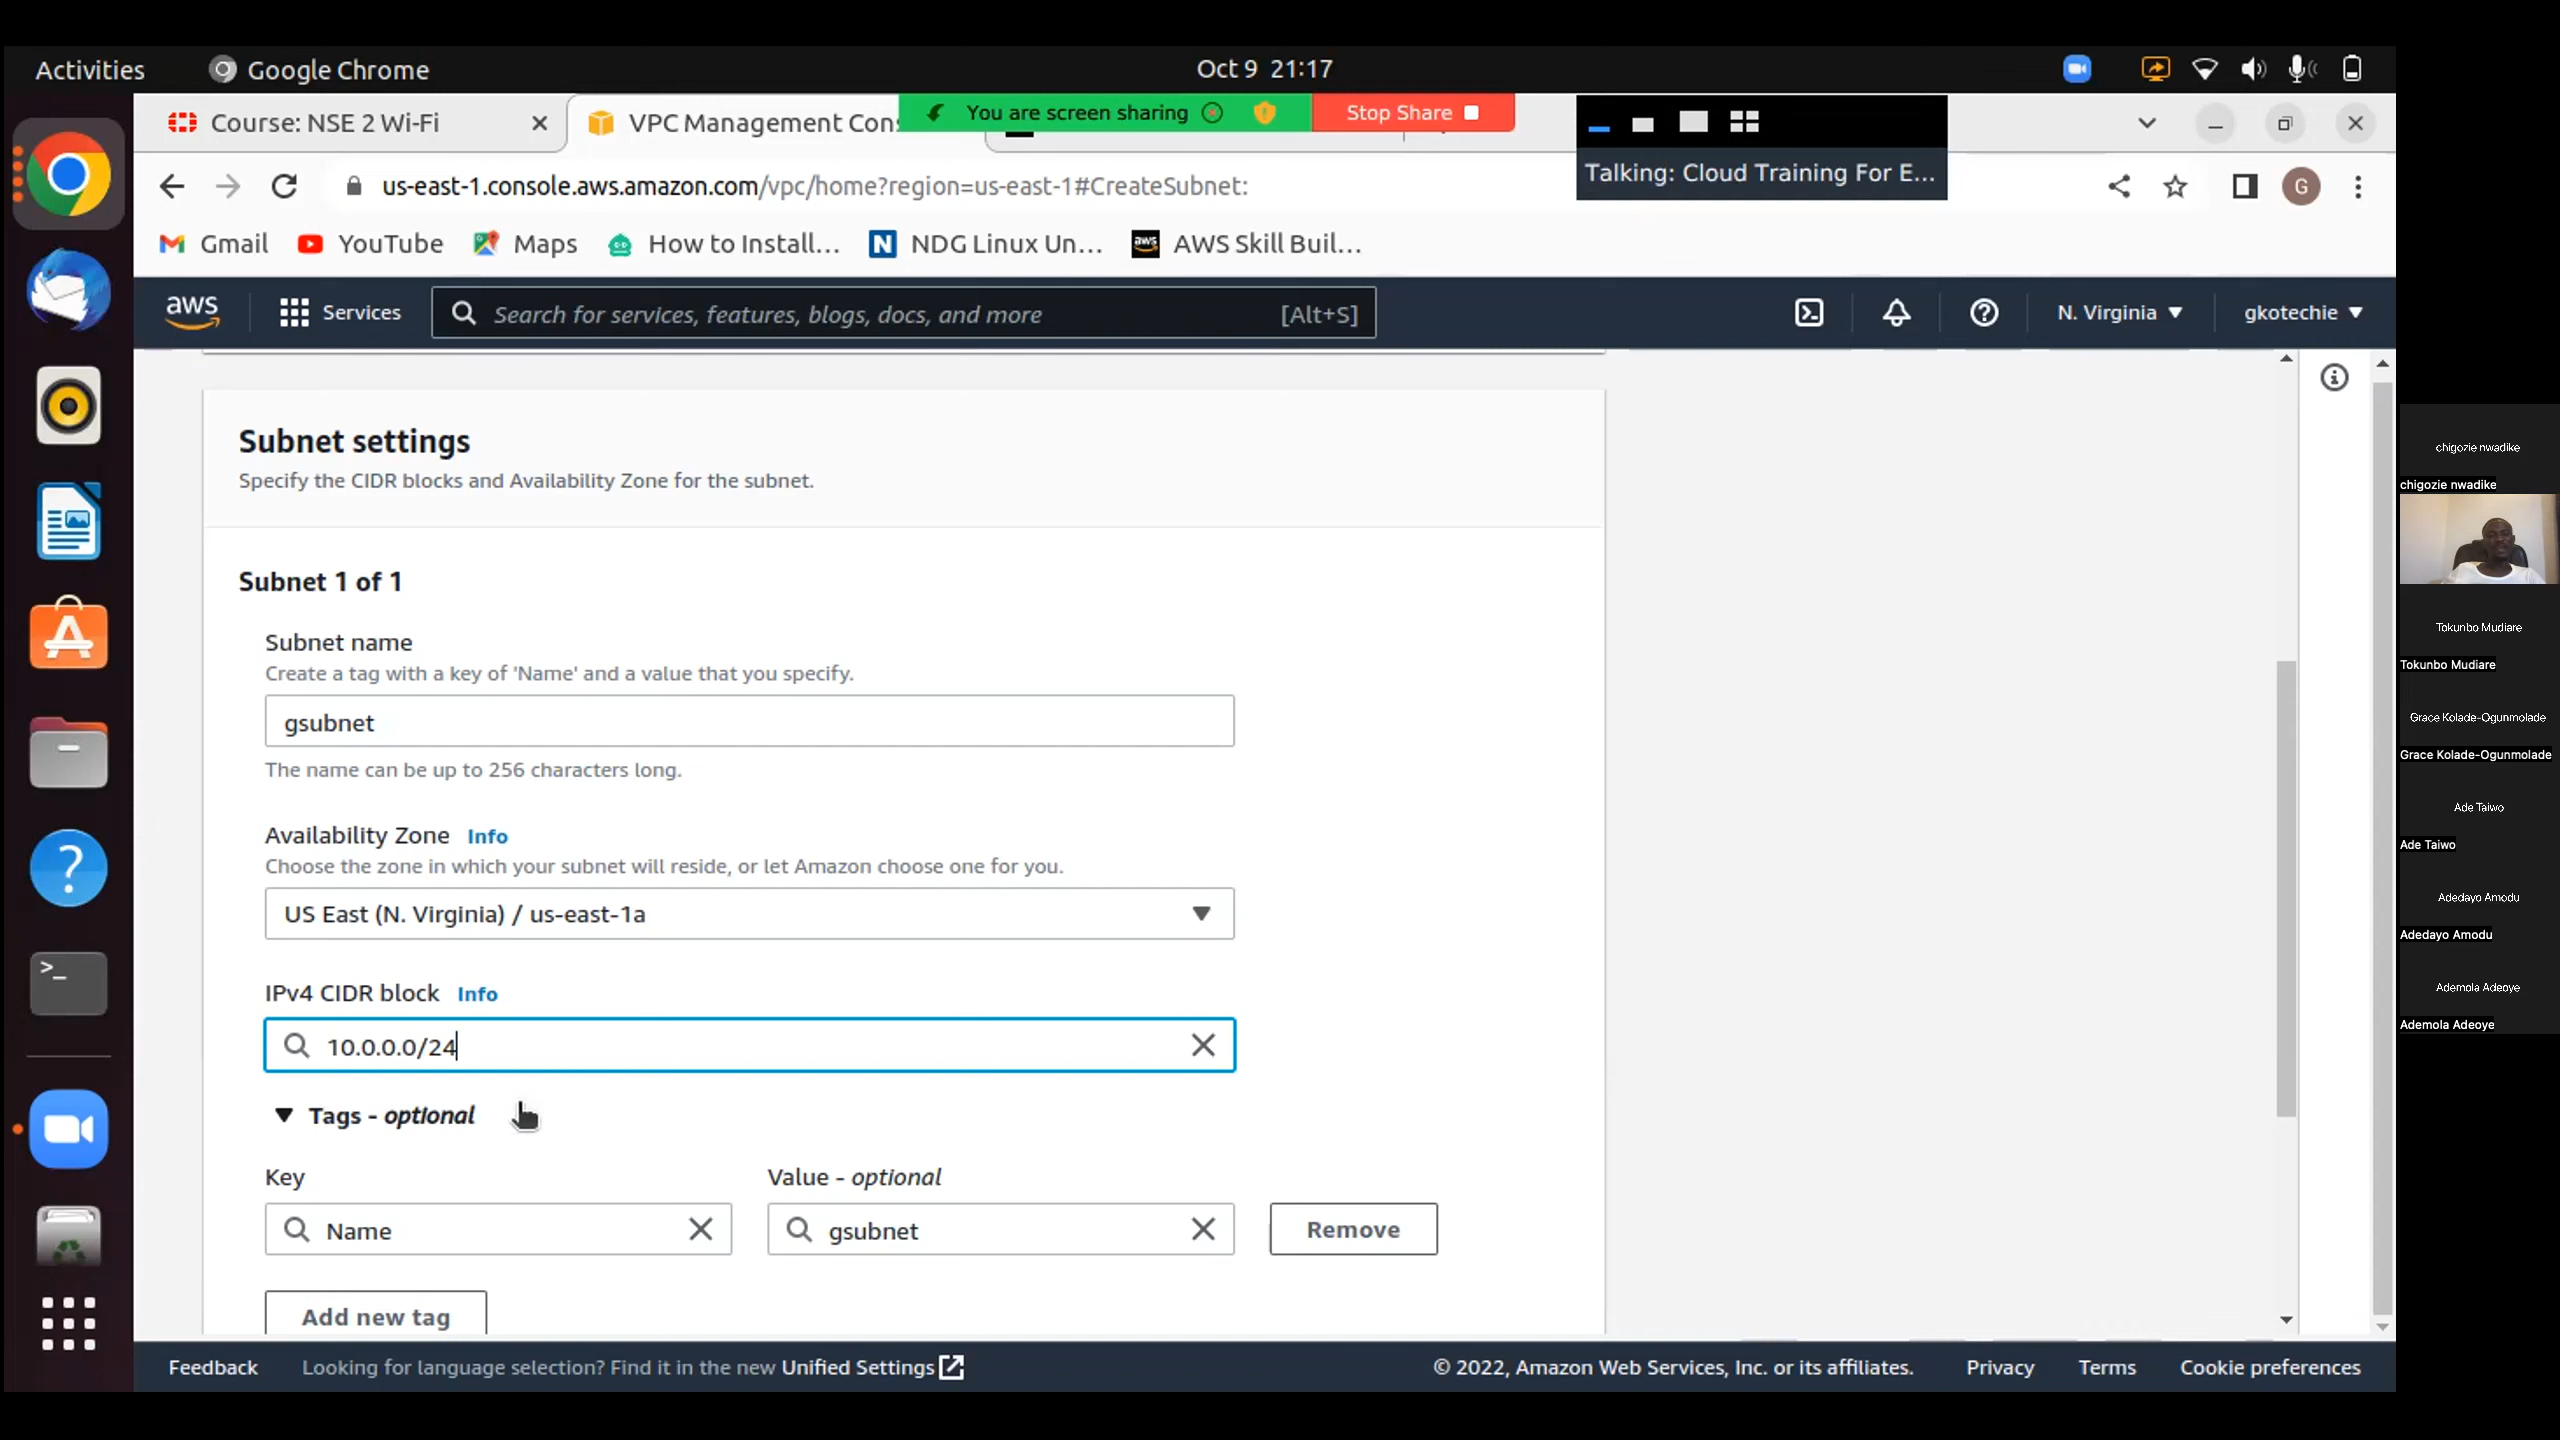 Activities
Google Chrome
Oct 9 21:17
Course: NSE 2 Wi-Fi
VPC Management Con
You are screen sharing
Stop Share
Talking: Cloud Training For E...
us-east-1.console.aws.amazon.com/vpc/home?region=us-east-1#CreateSubnet:
G
Gmail
YouTube
Maps
How to Install...
N
NDG Linux Un...
aws
AWS Skill Buil...
aws
Services
Search for services, features, blogs, docs, and more
[Alt+S]
N. Virginia
gkotechie
Subnet settings
Specify the CIDR blocks and Availability Zone for the subnet.
Subnet 1 of 1
Subnet name
Create a tag with a key of 'Name' and a value that you specify.
gsubnet
The name can be up to 256 characters long.
Availability Zone Info
Choose the zone in which your subnet will reside, or let Amazon choose one for you.
US East (N. Virginia) / us-east-1a
IPv4 CIDR block Info
10.0.0.0/24
Tags - optional
Key
Value - optional
Name
gsubnet
Remove
Add new tag
Feedback
Looking for language selection? Find it in the new Unified Settings
© 2022, Amazon Web Services, Inc. or its affiliates.
Privacy
Terms
Cookie preferences
chigozie nwadike
chigozie nwadike
Tokunbo Mudiare
Tokunbo Mudiare
Grace Kolade-Ogunmolade
Grace Kolade-Ogunmolade
Ade Taiwo
Ade Taiwo
Adedayo Amodu
Adedayo Amodu
Ademola Adeoye
Ademola Adeoye